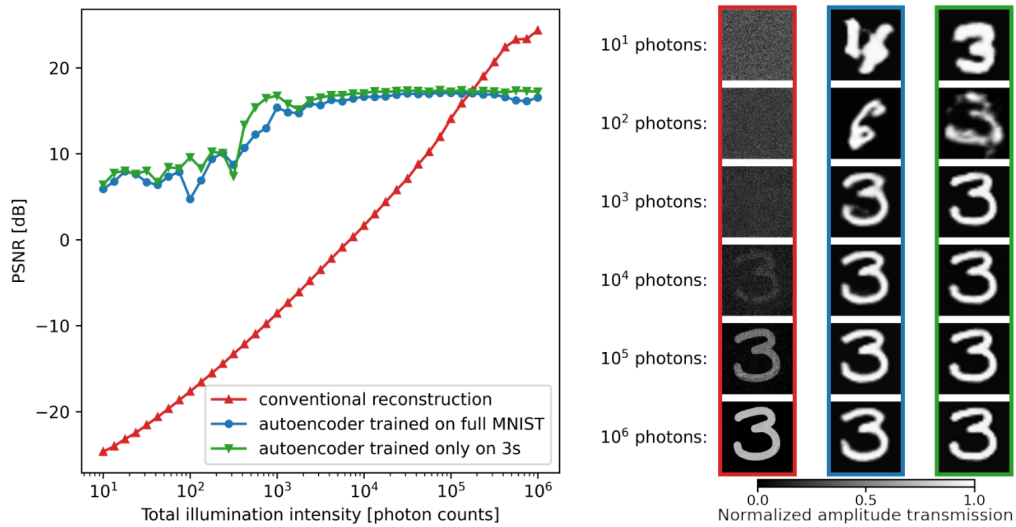 PSNR [dB]
20
10
0
−10
−20
10¹ 10² 10³ 10⁴ 10⁵ 10⁶
Total illumination intensity [photon counts]
conventional reconstruction
autoencoder trained on full MNIST
autoencoder trained only on 3s
10¹ photons:
10² photons:
10³ photons:
10⁴ photons:
10⁵ photons:
10⁶ photons:
0.0 0.5 1.0
Normalized amplitude transmission